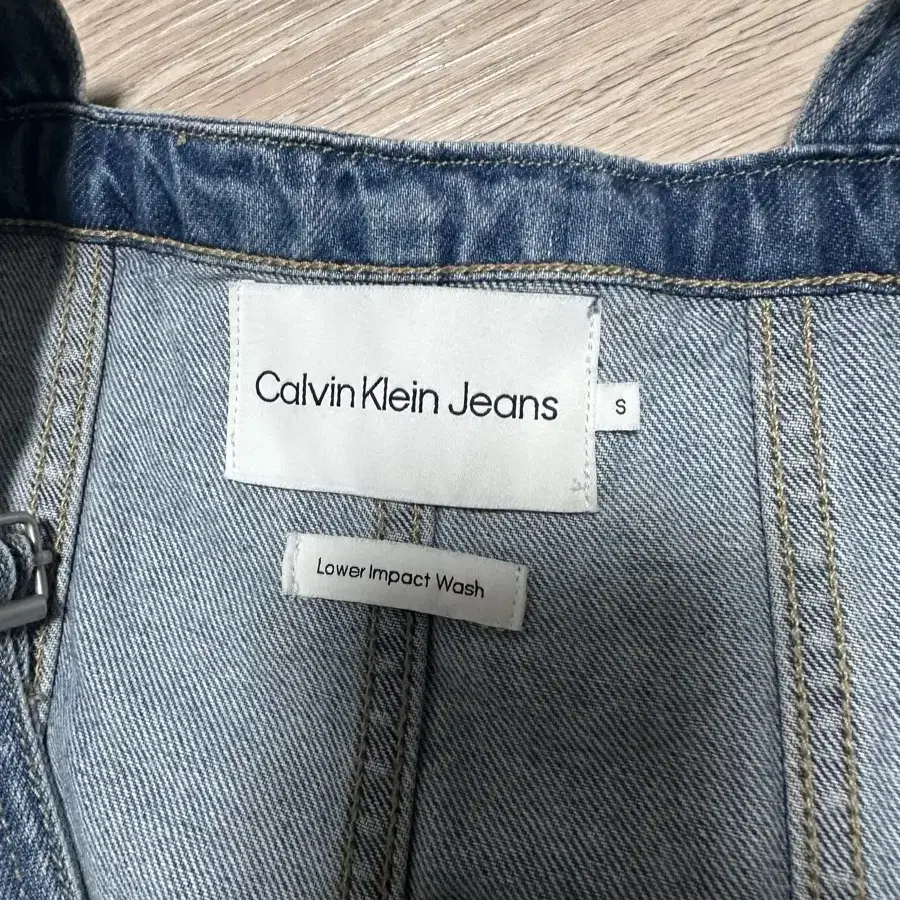 Calvin Klein Jeans
S
Lower Impact Wash